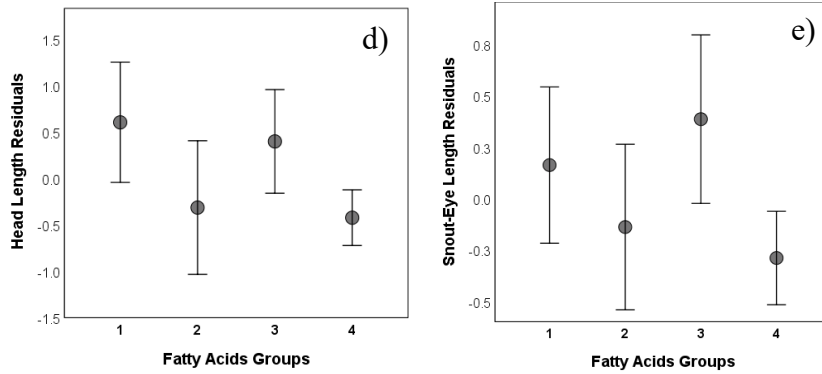 d)
Head Length Residuals
1.5
1.0
0.5
0.0
-0.5
-1.0
-1.5
1 2 3 4
Fatty Acids Groups
e)
Snout-Eye Length Residuals
0.8
0.5
0.3
0.0
-0.3
-0.5
1 2 3 4
Fatty Acids Groups